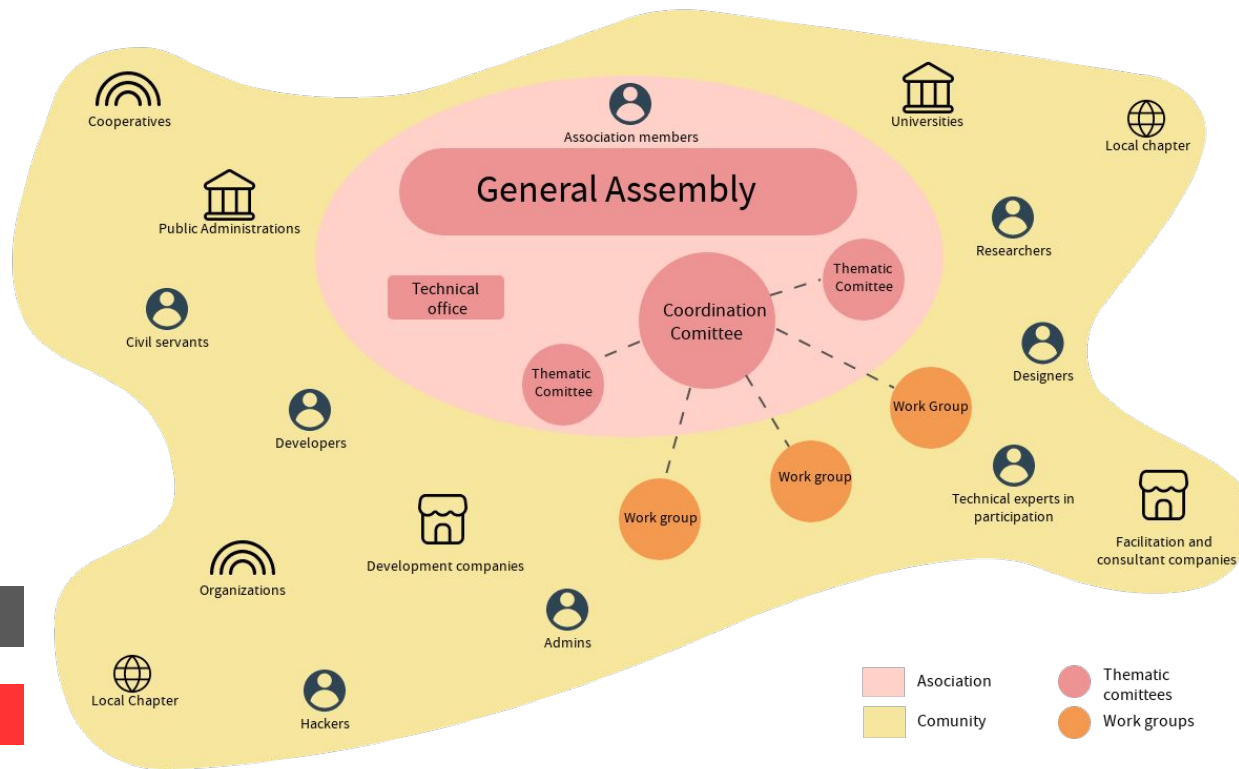 Cooperatives
Association members
Universities
Local chapter
General Assembly
Public Administrations
Researchers
Thematic
Comittee
Technical
office
Coordination
Comittee
Civil servants
Thematic
Comittee
Designers
Work Group
Developers
Work group
Technical experts in
participation
Work group
Facilitation and
consultant companies
Development companies
Organizations
Admins
Local Chapter
Hackers
Asociation
Thematic
comittees
Comunity
Work groups